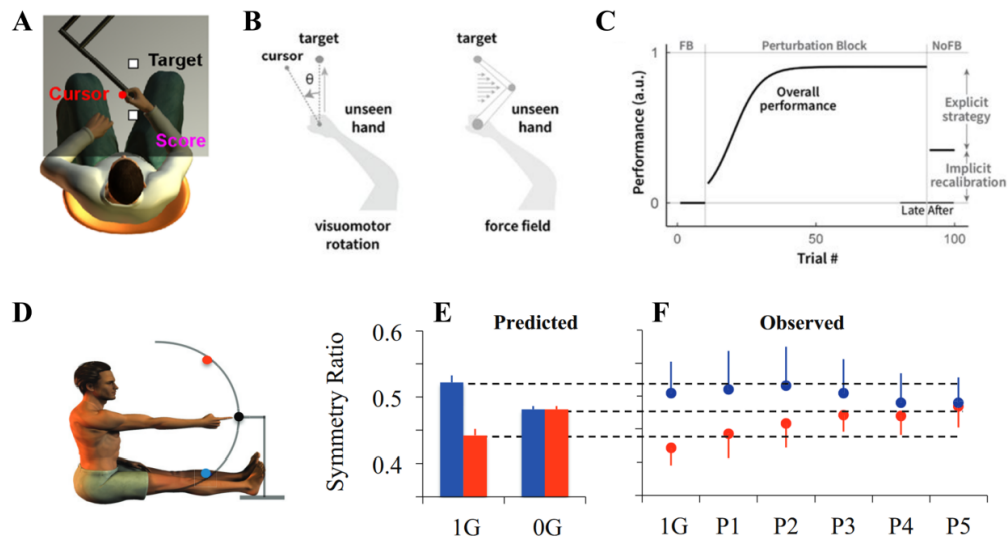 A
Target
Cursor
Score
B
target
cursor
θ
unseen
hand
visuomotor
rotation
target
unseen
hand
force field
C
FB
Perturbation Block
NoFB
1
Performance (a.u.)
Overall
performance
Explicit
strategy
Implicit
recalibration
0
Late After
0
50
100
Trial #
D
E
Predicted
Symmetry Ratio
0.6
0.5
0.4
1G
0G
F
Observed
1G
P1
P2
P3
P4
P5